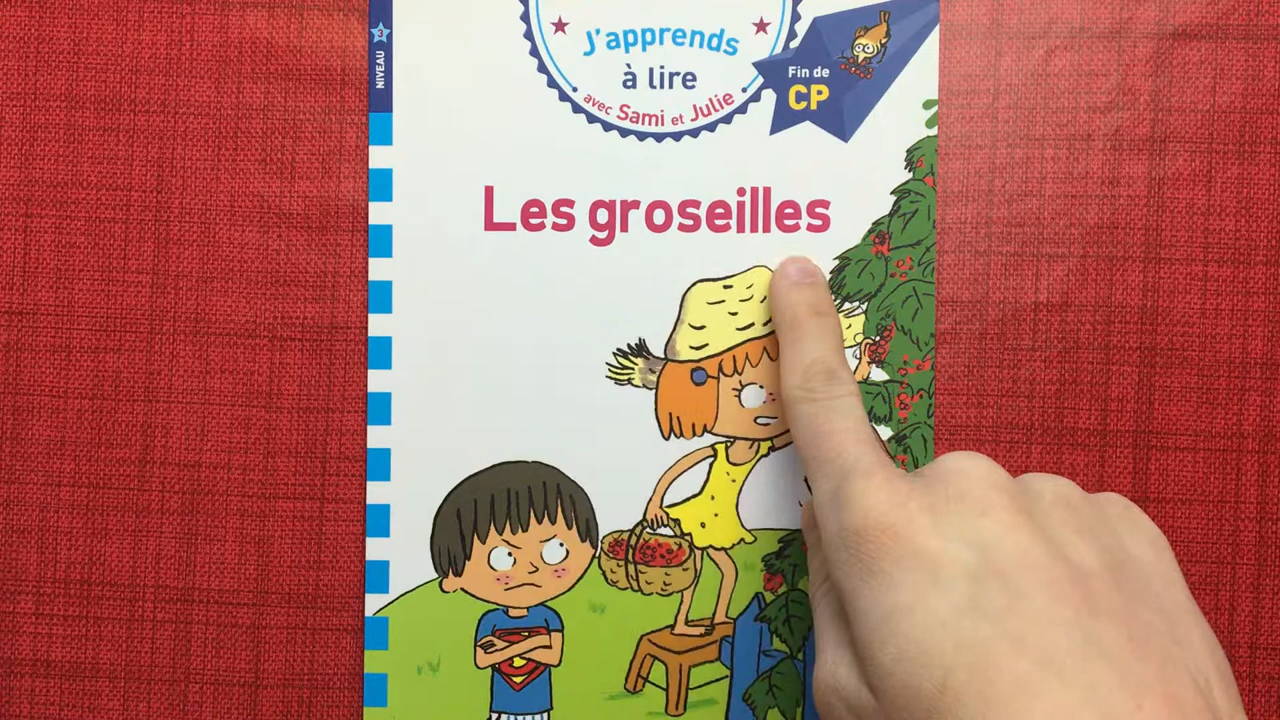 NIVEAU 3
J'apprends
à lire
avec Sami et Julie
Fin de
CP
Les groseilles